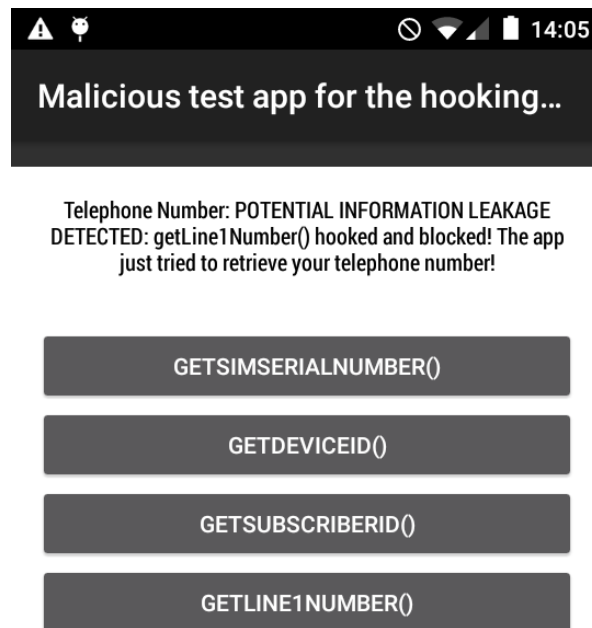 14:05
Malicious test app for the hooking...
Telephone Number: POTENTIAL INFORMATION LEAKAGE
DETECTED: getLine1Number() hooked and blocked! The app
just tried to retrieve your telephone number!
GETSIMSERIALNUMBER()
GETDEVICEID()
GETSUBSCRIBERID()
GETLINE1NUMBER()